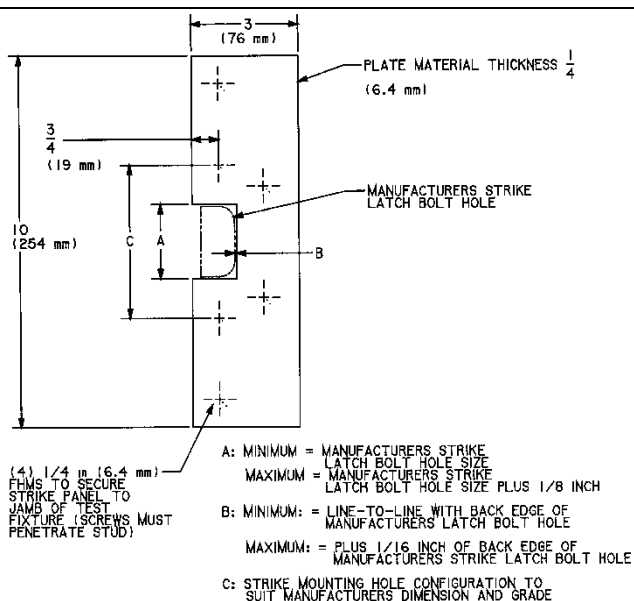 3
(76 mm)
PLATE MATERIAL THICKNESS 1/4
(6.4 mm)
3/4
(19 mm)
MANUFACTURERS STRIKE
LATCH BOLT HOLE
10
(254 mm)
C
A
B
(4) 1/4 in (6.4 mm)
FHMS TO SECURE
STRIKE PANEL TO
JAMB OF TEST
FIXTURE (SCREWS MUST
PENETRATE STUD)
A: MINIMUM = MANUFACTURERS STRIKE
LATCH BOLT HOLE SIZE
MAXIMUM = MANUFACTURERS STRIKE
LATCH BOLT HOLE SIZE PLUS 1/8 INCH
B: MINIMUM: = LINE-TO-LINE WITH BACK EDGE OF
MANUFACTURERS LATCH BOLT HOLE
MAXIMUM: = PLUS 1/16 INCH OF BACK EDGE OF
MANUFACTURERS STRIKE LATCH BOLT HOLE
C: STRIKE MOUNTING HOLE CONFIGURATION TO
SUIT MANUFACTURERS DIMENSION AND GRADE